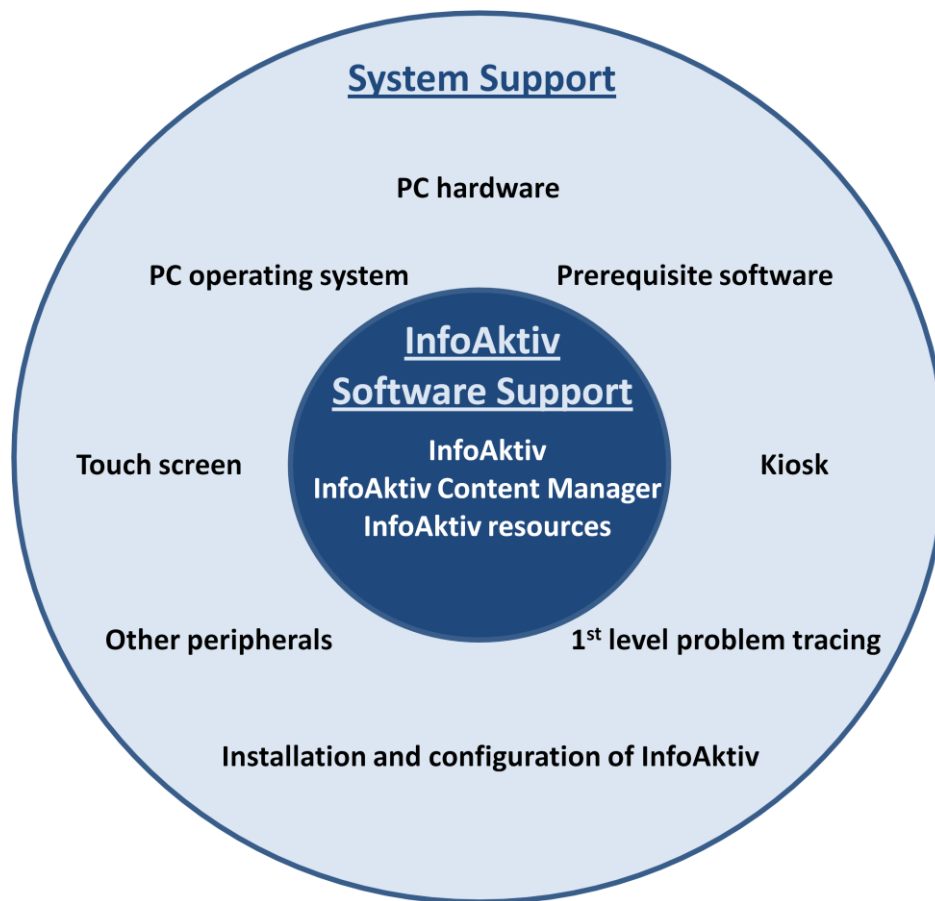 System Support
PC hardware
PC operating system
Prerequisite software
InfoAktiv
Software Support
InfoAktiv
InfoAktiv Content Manager
InfoAktiv resources
Touch screen
Kiosk
Other peripherals
1st level problem tracing
Installation and configuration of InfoAktiv